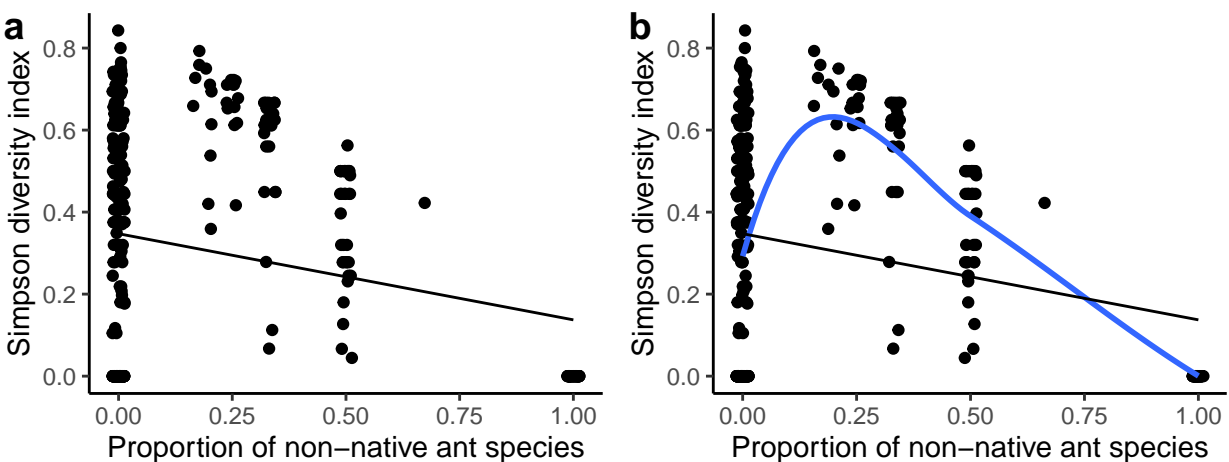 a
Simpson diversity index
0.8
0.6
0.4
0.2
0.0
0.00 0.25 0.50 0.75 1.00
Proportion of non−native ant species
b
Simpson diversity index
0.8
0.6
0.4
0.2
0.0
0.00 0.25 0.50 0.75 1.00
Proportion of non−native ant species